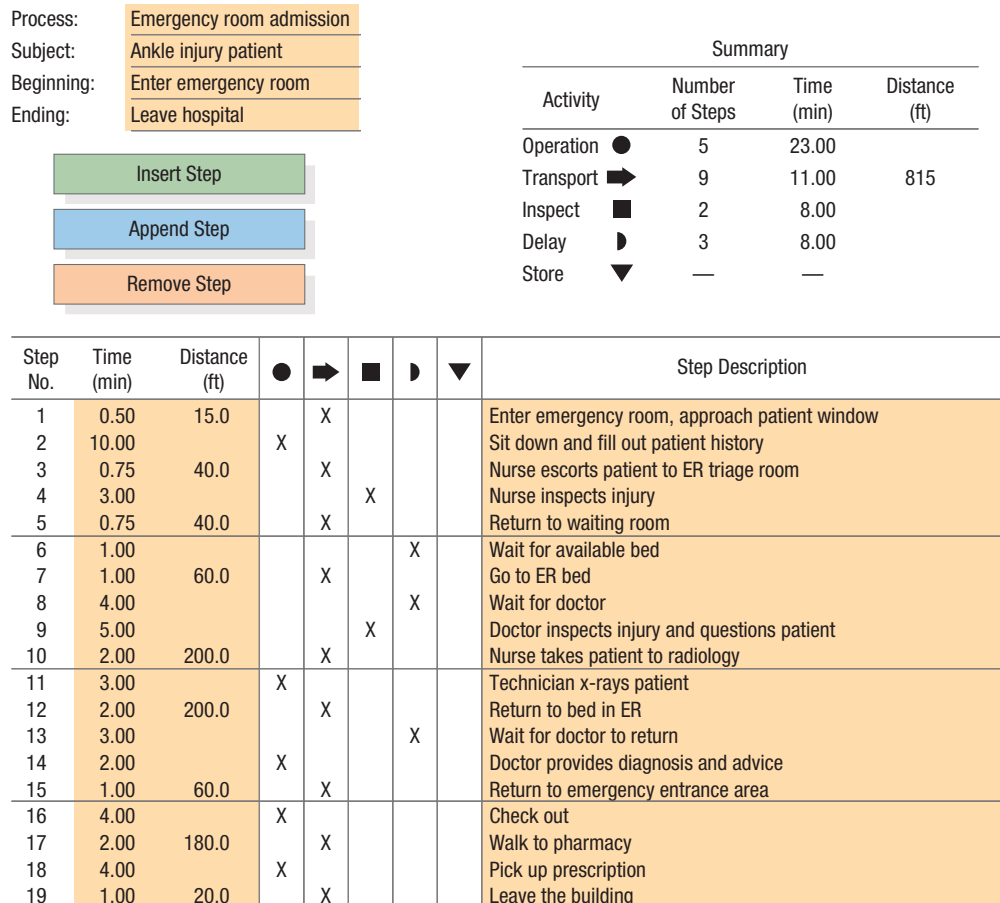 Process: Emergency room admission
Subject: Ankle injury patient
Beginning: Enter emergency room
Ending: Leave hospital
Insert Step
Append Step
Remove Step
Summary
Activity Number of Steps Time (min) Distance (ft)
Operation 5 23.00
Transport 9 11.00 815
Inspect 2 8.00
Delay 3 8.00
Store — —
Step No. Time (min) Distance (ft) Step Description
1 0.50 15.0 X Enter emergency room, approach patient window
2 10.00 X Sit down and fill out patient history
3 0.75 40.0 X Nurse escorts patient to ER triage room
4 3.00 X Nurse inspects injury
5 0.75 40.0 X Return to waiting room
6 1.00 X Wait for available bed
7 1.00 60.0 X Go to ER bed
8 4.00 X Wait for doctor
9 5.00 X Doctor inspects injury and questions patient
10 2.00 200.0 X Nurse takes patient to radiology
11 3.00 X Technician x-rays patient
12 2.00 200.0 X Return to bed in ER
13 3.00 X Wait for doctor to return
14 2.00 X Doctor provides diagnosis and advice
15 1.00 60.0 X Return to emergency entrance area
16 4.00 X Check out
17 2.00 180.0 X Walk to pharmacy
18 4.00 X Pick up prescription
19 1.00 20.0 X Leave the building